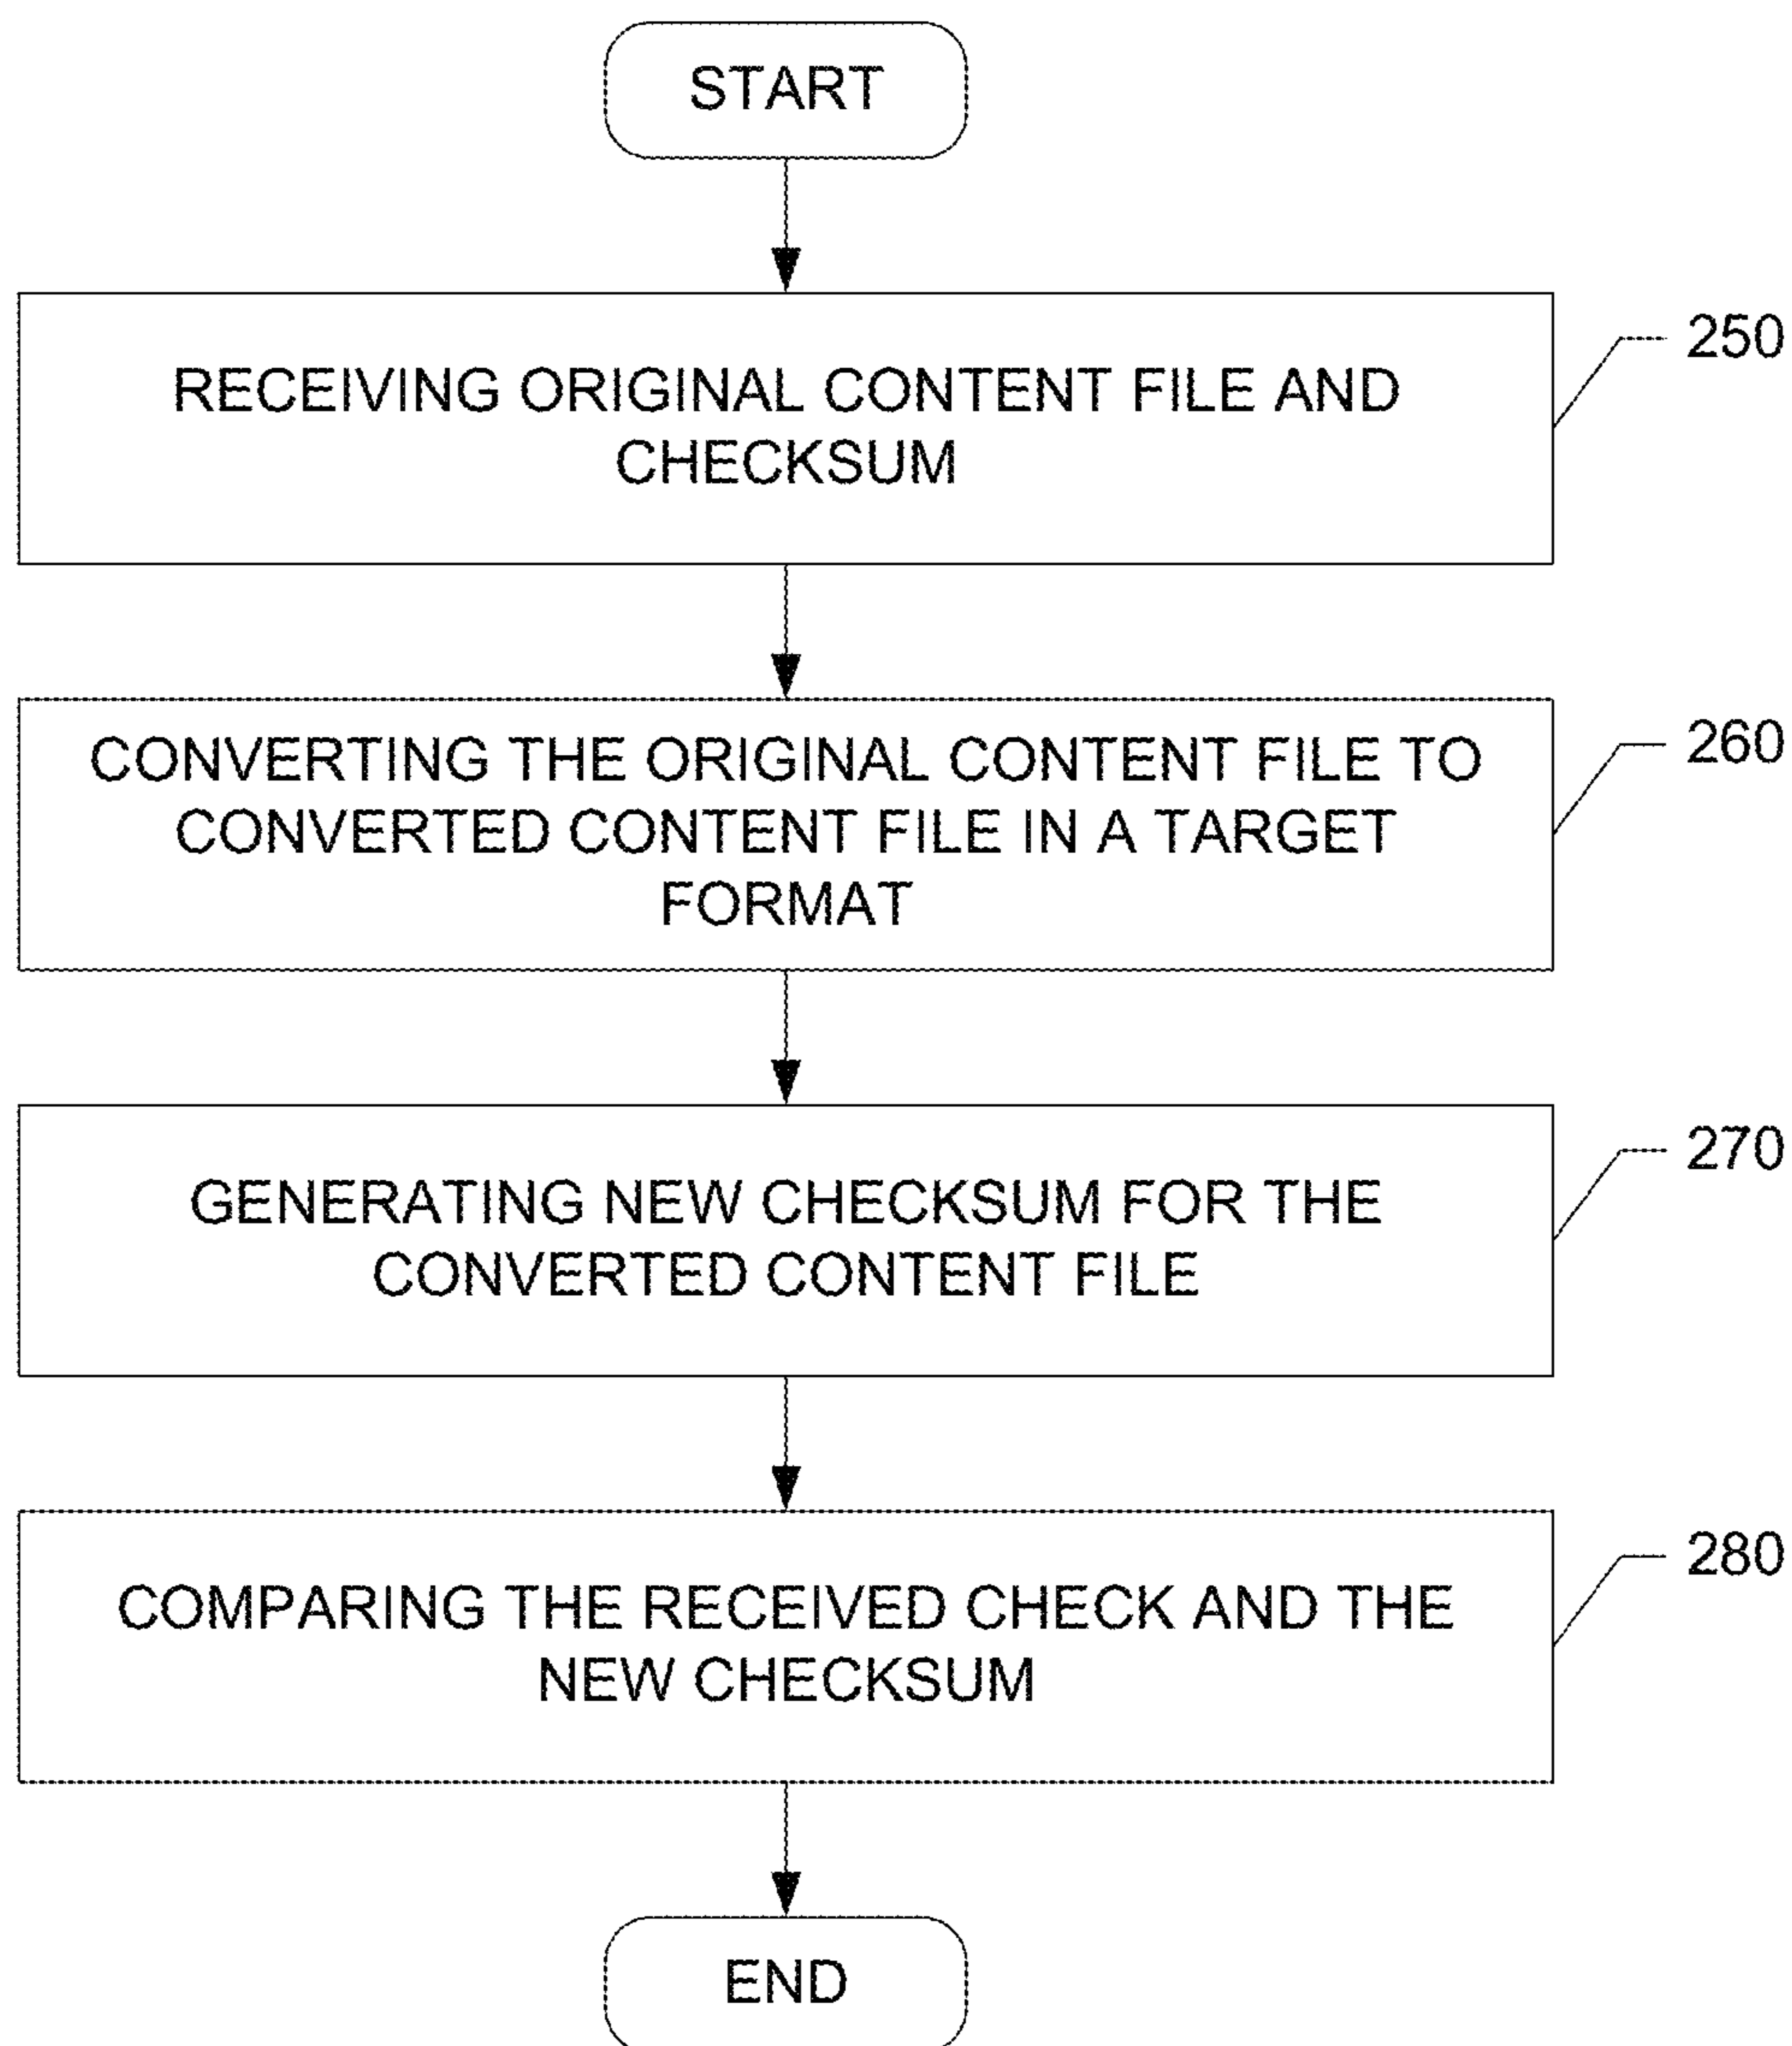 START
RECEIVING ORIGINAL CONTENT FILE AND
CHECKSUM
250
CONVERTING THE ORIGINAL CONTENT FILE TO
CONVERTED CONTENT FILE IN A TARGET
FORMAT
260
GENERATING NEW CHECKSUM FOR THE
CONVERTED CONTENT FILE
270
COMPARING THE RECEIVED CHECK AND THE
NEW CHECKSUM
280
END